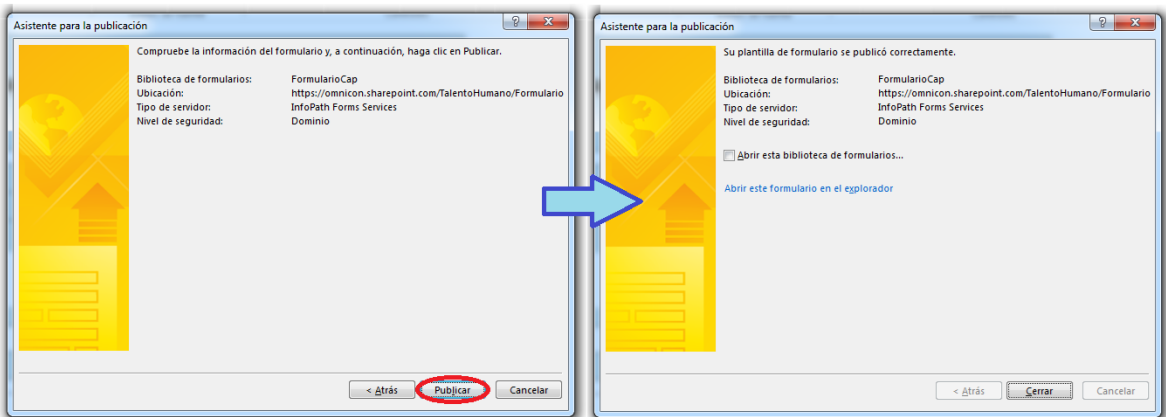 Asistente para la publicación
Compruebe la información del formulario y, a continuación, haga clic en Publicar.
Biblioteca de formularios: FormularioCap
Ubicación: https://omnicon.sharepoint.com/TalentoHumano/Formulario
Tipo de servidor: InfoPath Forms Services
Nivel de seguridad: Dominio
< Atrás Publicar Cancelar
Asistente para la publicación
Su plantilla de formulario se publicó correctamente.
Biblioteca de formularios: FormularioCap
Ubicación: https://omnicon.sharepoint.com/TalentoHumano/Formulario
Tipo de servidor: InfoPath Forms Services
Nivel de seguridad: Dominio
Abrir esta biblioteca de formularios...
Abrir este formulario en el explorador
< Atrás Cerrar Cancelar